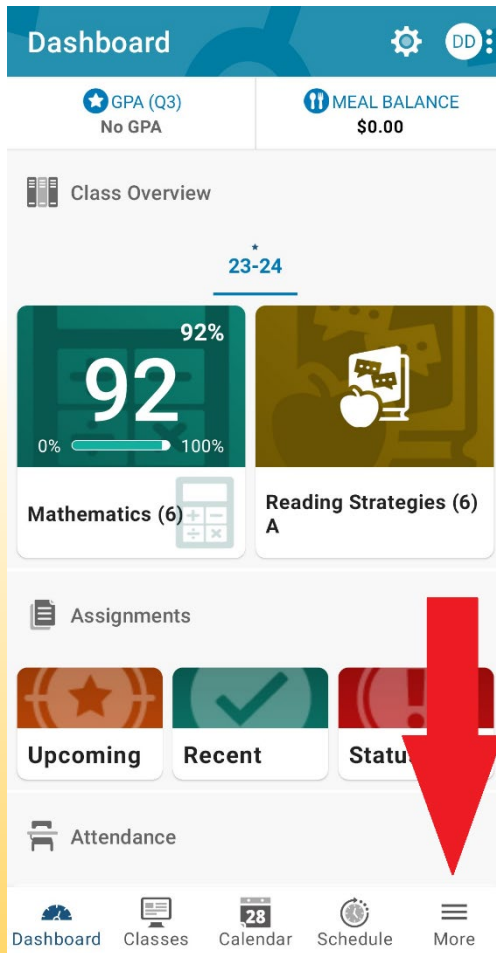 Dashboard
DD
GPA (Q3)
No GPA
MEAL BALANCE
$0.00
Class Overview
23-24
92%
92
0% 100%
Mathematics (6)
Reading Strategies (6)
A
Assignments
Upcoming
Recent
Attendance
28
Dashboard
Classes
Calendar
Schedule
More